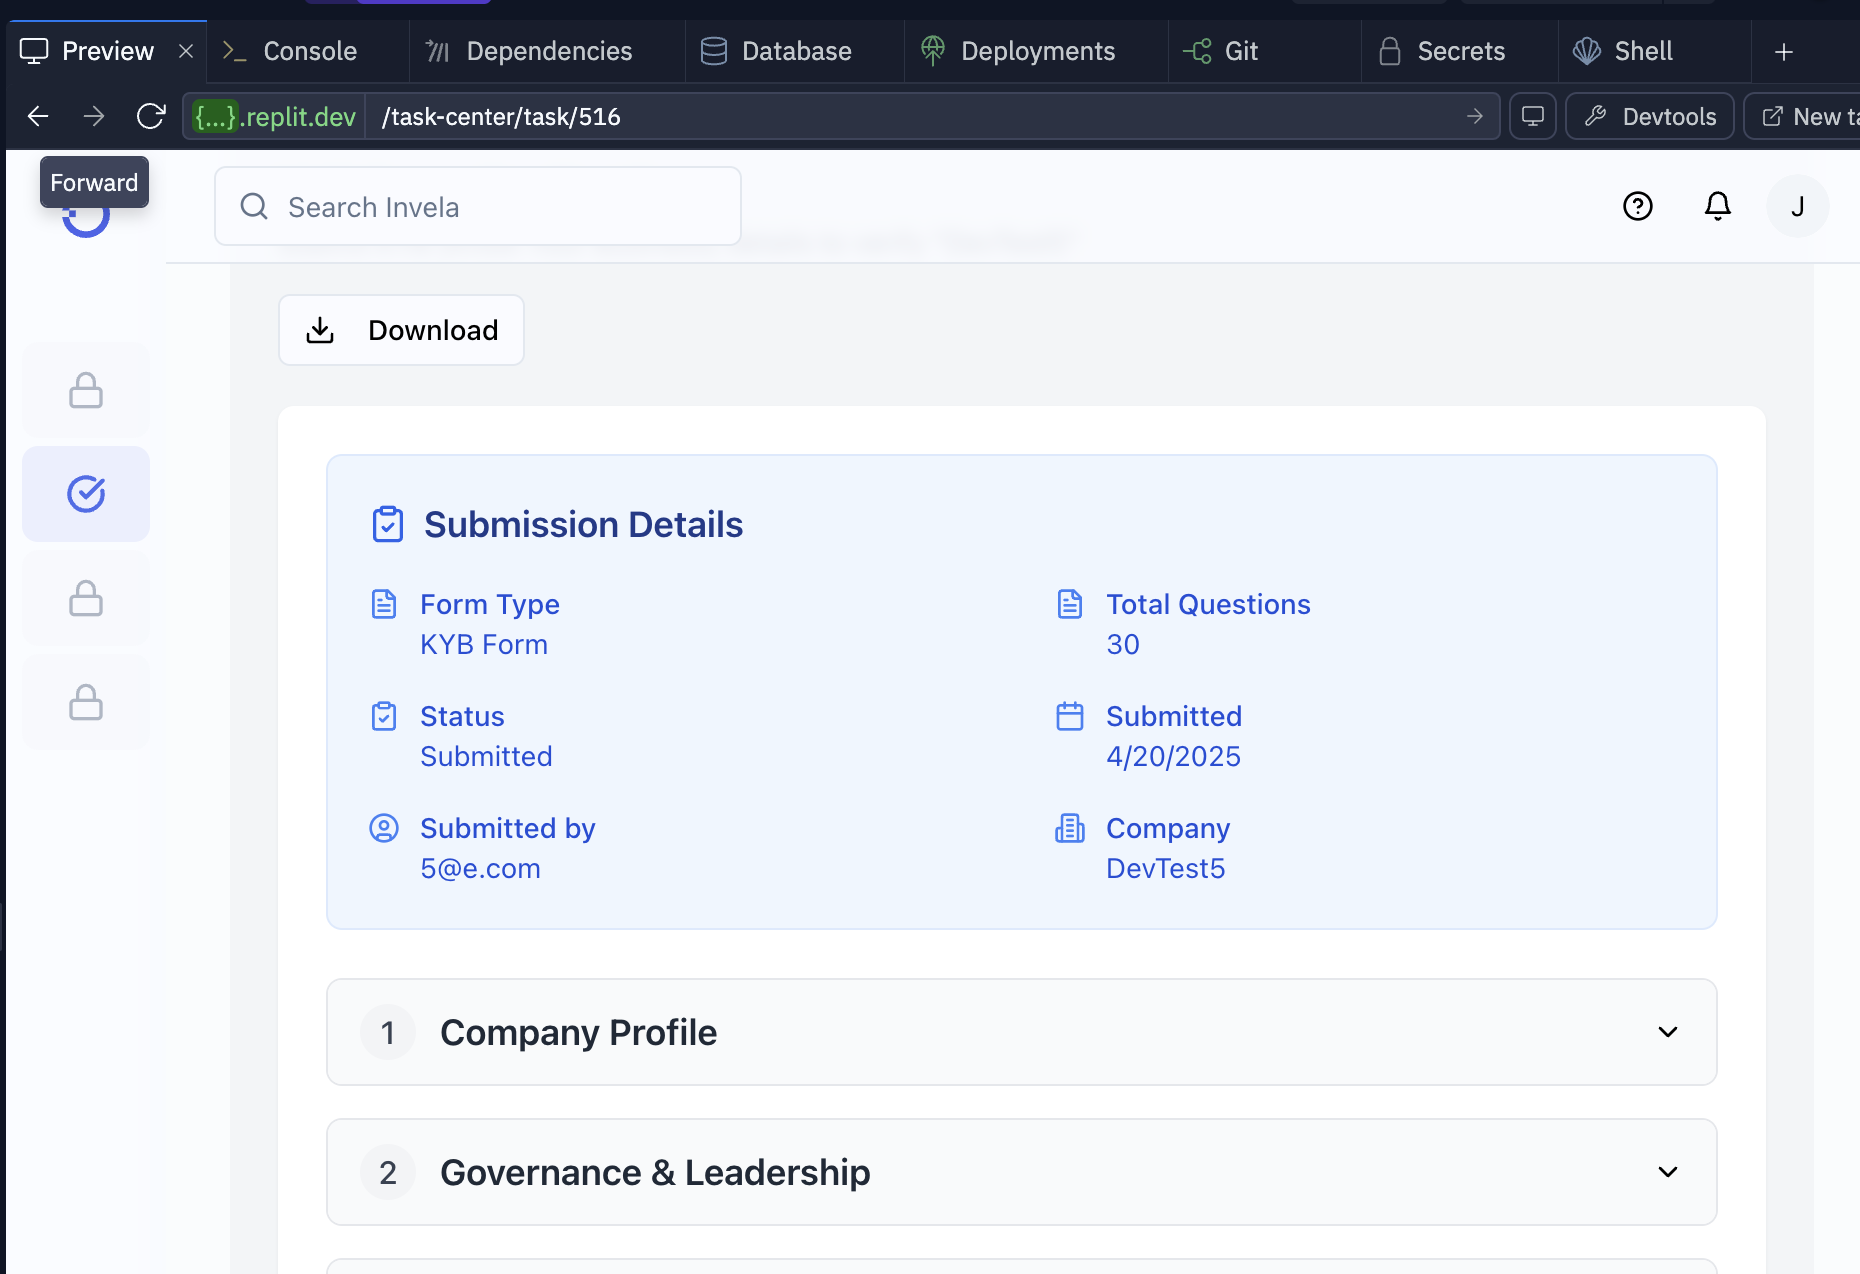 Preview
Console
Dependencies
Database
Deployments
Git
Secrets
Shell
{...}.replit.dev
/task-center/task/516
Devtools
New ta
Forward
Search Invela
J
Download
Submission Details
Form Type
KYB Form
Total Questions
30
Status
Submitted
Submitted
4/20/2025
Submitted by
5@e.com
Company
DevTest5
1 Company Profile
2 Governance & Leadership